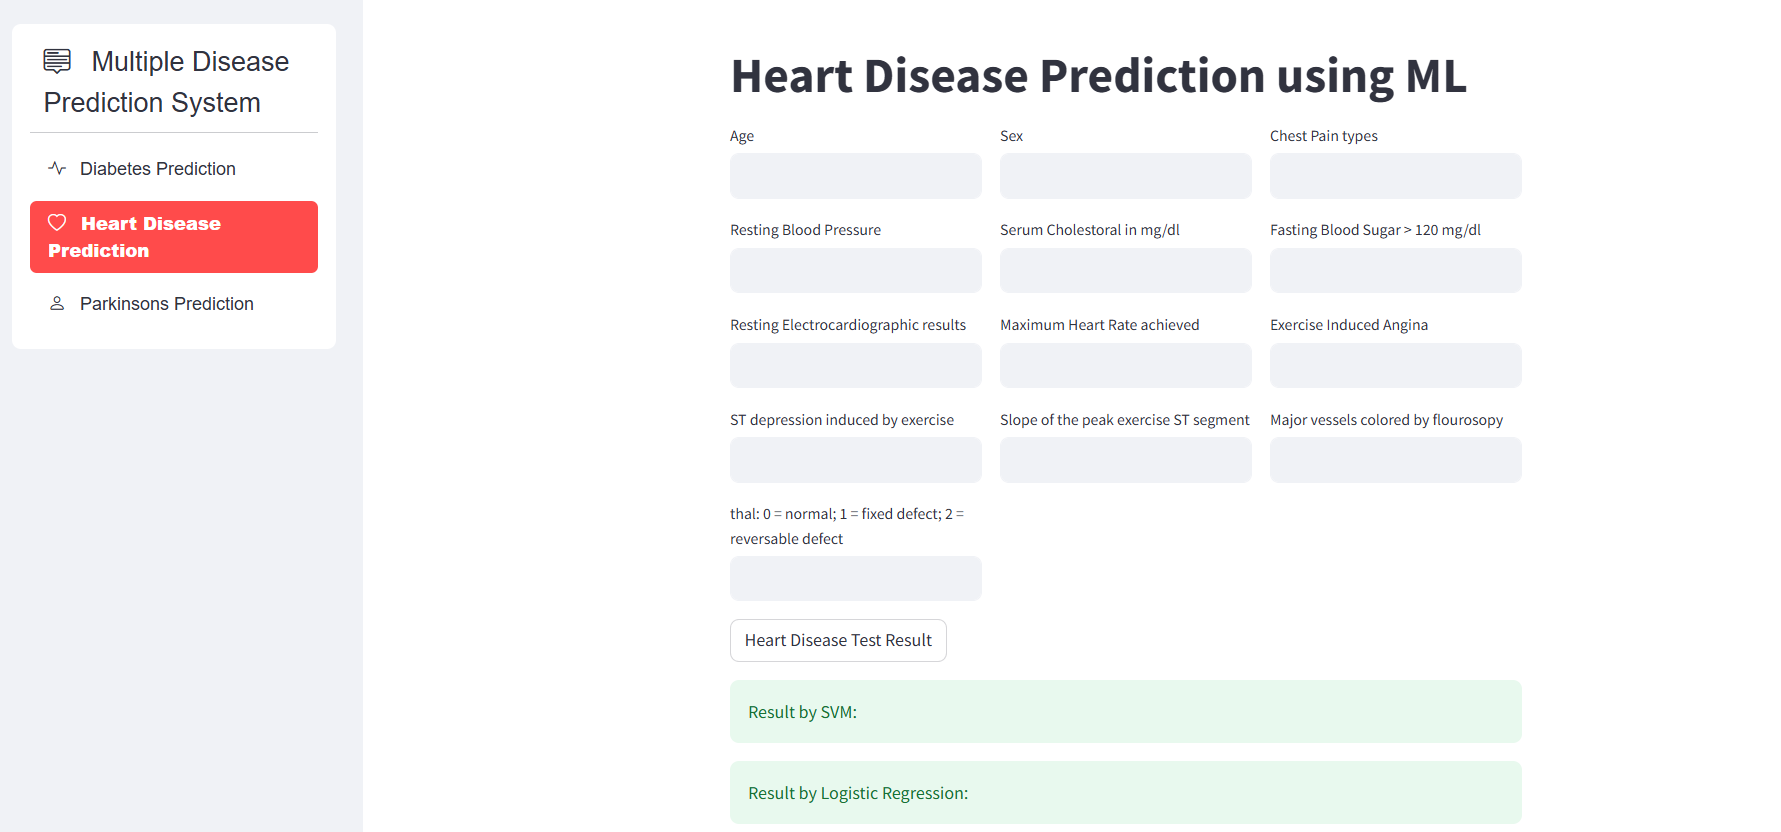 Multiple Disease
Prediction System
Diabetes Prediction
Heart Disease
Prediction
Parkinsons Prediction
Heart Disease Prediction using ML
Age
Sex
Chest Pain types
Resting Blood Pressure
Serum Cholestoral in mg/dl
Fasting Blood Sugar > 120 mg/dl
Resting Electrocardiographic results
Maximum Heart Rate achieved
Exercise Induced Angina
ST depression induced by exercise
Slope of the peak exercise ST segment
Major vessels colored by flourosopy
thal: 0 = normal; 1 = fixed defect; 2 =
reversable defect
Heart Disease Test Result
Result by SVM:
Result by Logistic Regression: